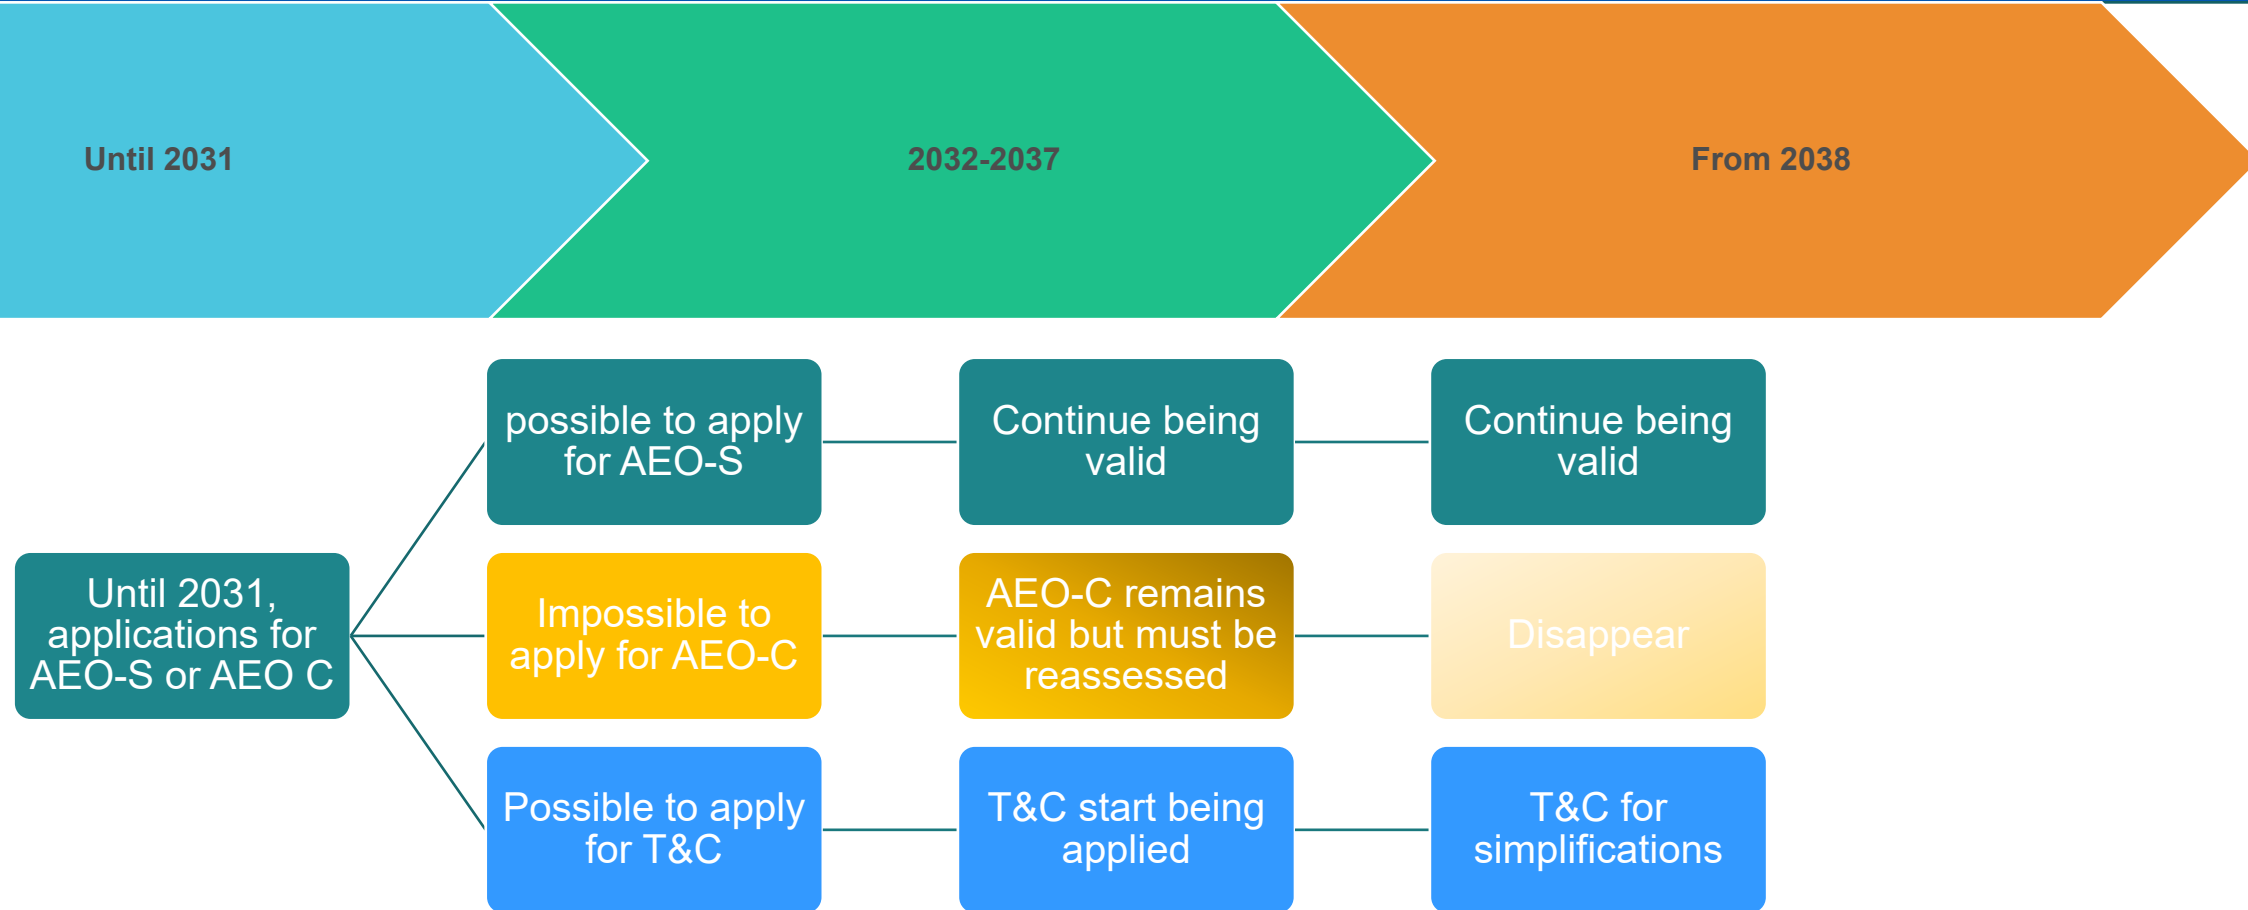 Until 2031
2032-2037
From 2038
Until 2031,
applications for
AEO-S or AEO C
possible to apply
for AEO-S
Continue being
valid
Continue being
valid
Impossible to
apply for AEO-C
AEO-C remains
valid but must be
reassessed
Disappear
Possible to apply
for T&C
T&C start being
applied
T&C for
simplifications